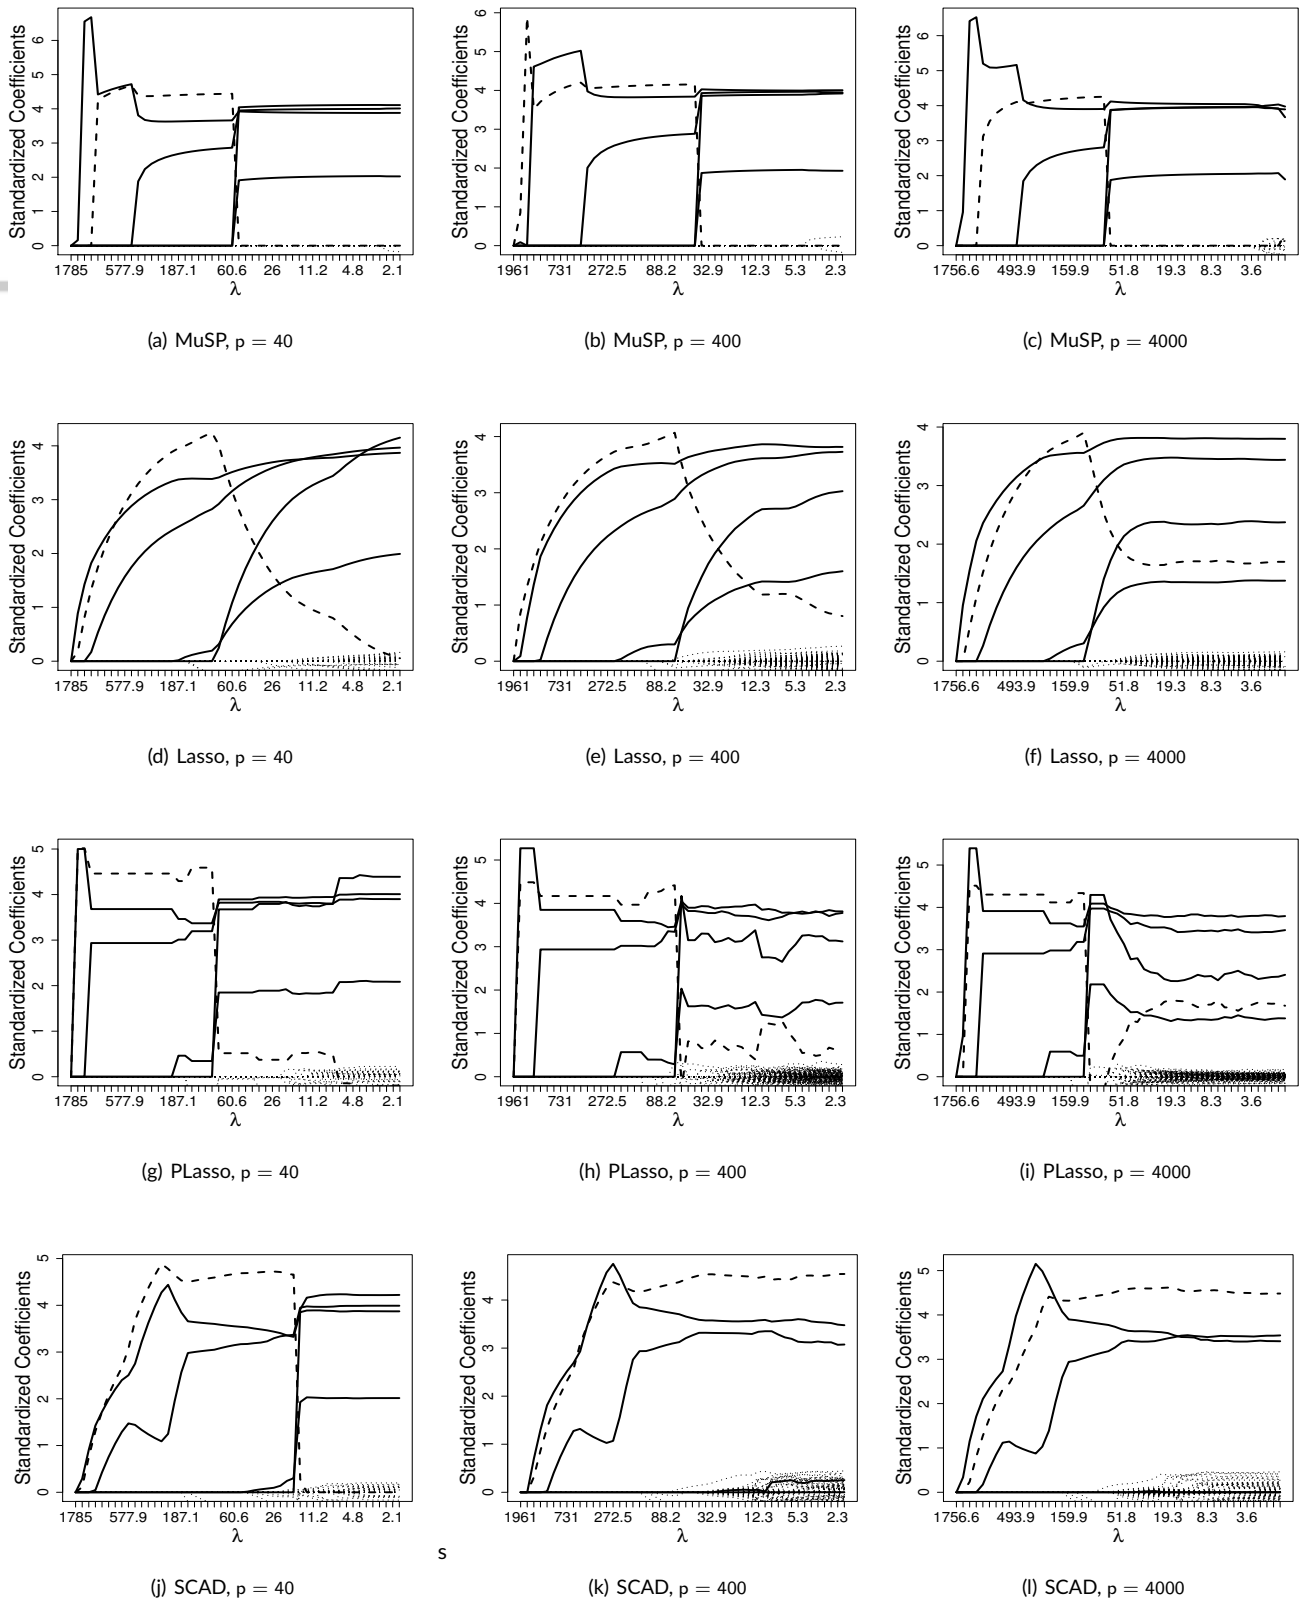 Standardized Coefficients
0 1 2 3 4 5 6
1785 577.9 187.1 60.6 26 11.2 4.8 2.1
λ
(a) MuSP, p = 40
Standardized Coefficients
0 1 2 3 4 5 6
1961 731 272.5 88.2 32.9 12.3 5.3 2.3
λ
(b) MuSP, p = 400
Standardized Coefficients
0 1 2 3 4 5 6
1756.6 493.9 159.9 51.8 19.3 8.3 3.6
λ
(c) MuSP, p = 4000
Standardized Coefficients
0 1 2 3 4
1785 577.9 187.1 60.6 26 11.2 4.8 2.1
λ
(d) Lasso, p = 40
Standardized Coefficients
0 1 2 3 4
1961 731 272.5 88.2 32.9 12.3 5.3 2.3
λ
(e) Lasso, p = 400
Standardized Coefficients
0 1 2 3 4
1756.6 493.9 159.9 51.8 19.3 8.3 3.6
λ
(f) Lasso, p = 4000
Standardized Coefficients
0 1 2 3 4 5
1785 577.9 187.1 60.6 26 11.2 4.8 2.1
λ
(g) PLasso, p = 40
Standardized Coefficients
0 1 2 3 4 5
1961 731 272.5 88.2 32.9 12.3 5.3 2.3
λ
(h) PLasso, p = 400
Standardized Coefficients
0 1 2 3 4 5
1756.6 493.9 159.9 51.8 19.3 8.3 3.6
λ
(i) PLasso, p = 4000
Standardized Coefficients
0 1 2 3 4 5
1785 577.9 187.1 60.6 26 11.2 4.8 2.1
λ
(j) SCAD, p = 40
s
Standardized Coefficients
0 1 2 3 4
1961 731 272.5 88.2 32.9 12.3 5.3 2.3
λ
(k) SCAD, p = 400
Standardized Coefficients
0 1 2 3 4 5
1756.6 493.9 159.9 51.8 19.3 8.3 3.6
λ
(l) SCAD, p = 4000